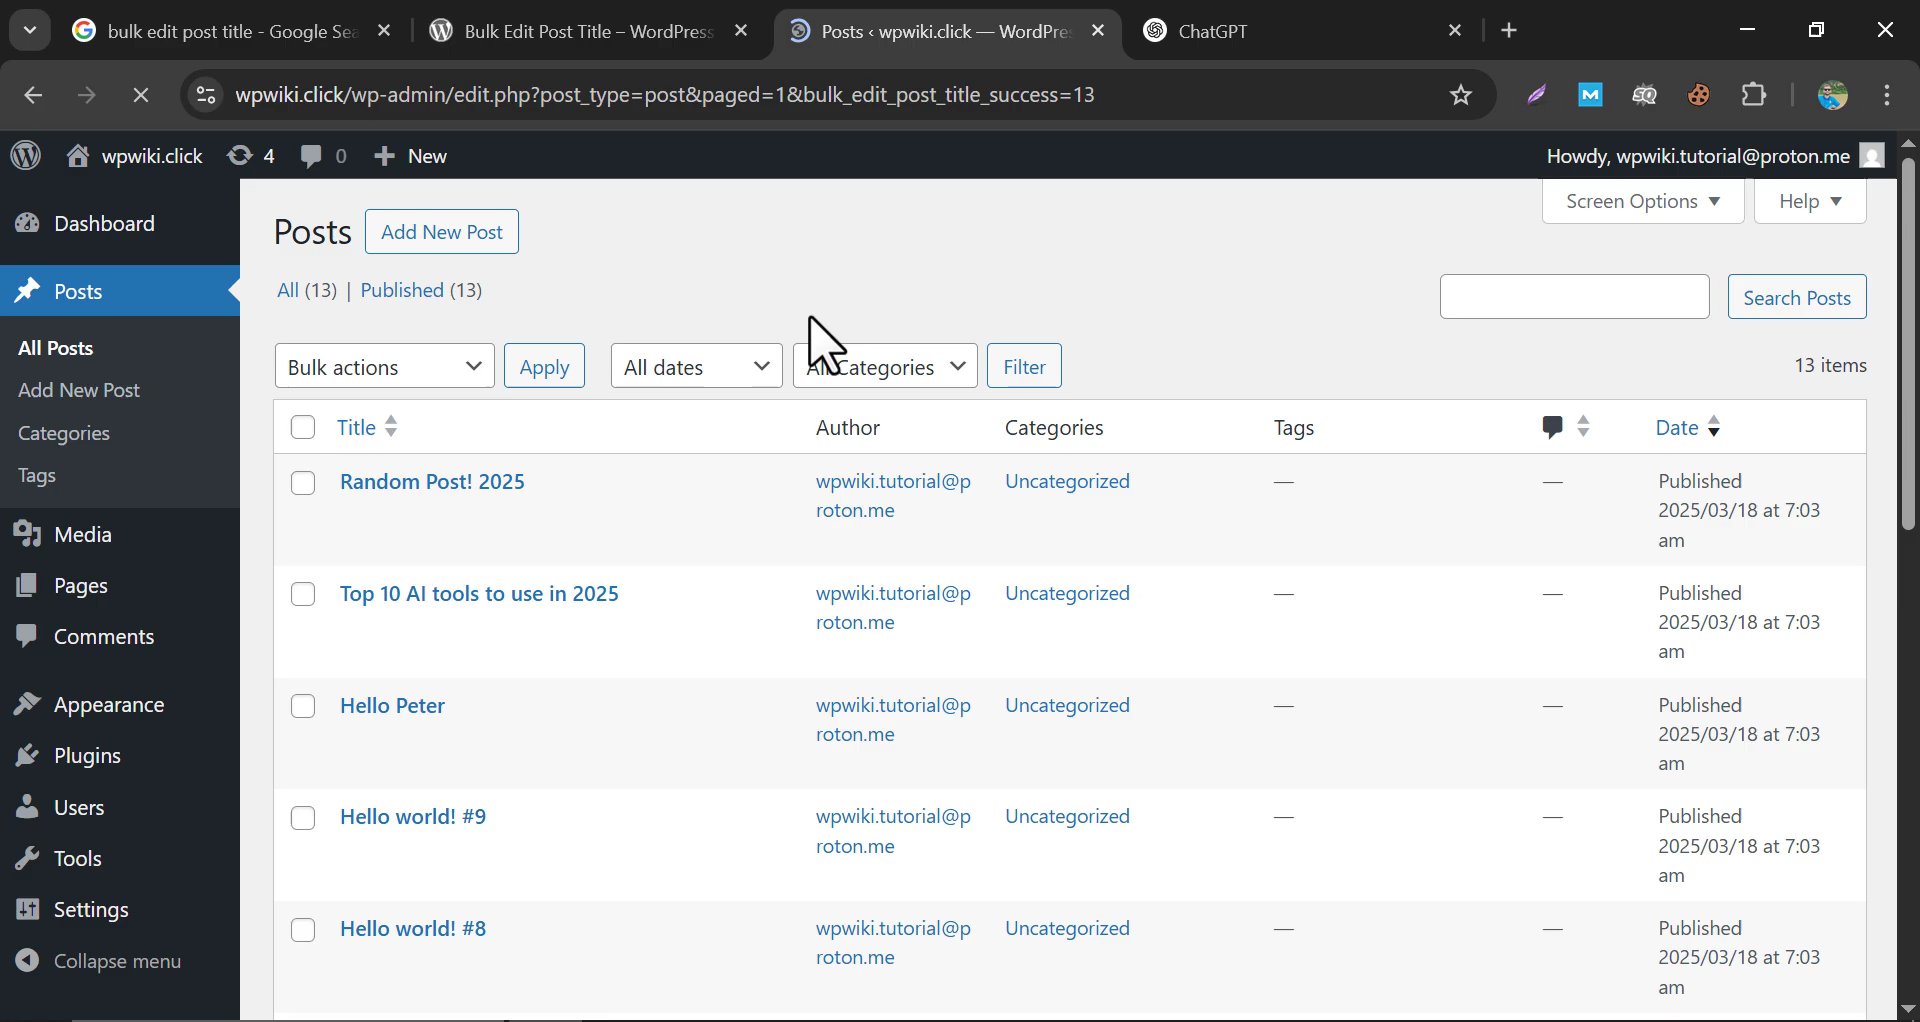 bulk edit post title - Google Sea
Bulk Edit Post Title – WordPress
Posts ‹ wpwiki.click — WordPre
ChatGPT
wpwiki.click/wp-admin/edit.php?post_type=post&paged=1&bulk_edit_post_title_success=13
wpwiki.click
4
0
New
Howdy, wpwiki.tutorial@proton.me
Dashboard
Posts
All Posts
Add New Post
Categories
Tags
Media
Pages
Comments
Appearance
Plugins
Users
Tools
Settings
Collapse menu
Screen Options
Help
Posts
Add New Post
All (13) | Published (13)
Search Posts
Bulk actions
Apply
All dates
All Categories
Filter
13 items
Title
Author
Categories
Tags
Date
Random Post! 2025
wpwiki.tutorial@p
roton.me
Uncategorized
—
—
Published
2025/03/18 at 7:03
am
Top 10 AI tools to use in 2025
wpwiki.tutorial@p
roton.me
Uncategorized
—
—
Published
2025/03/18 at 7:03
am
Hello Peter
wpwiki.tutorial@p
roton.me
Uncategorized
—
—
Published
2025/03/18 at 7:03
am
Hello world! #9
wpwiki.tutorial@p
roton.me
Uncategorized
—
—
Published
2025/03/18 at 7:03
am
Hello world! #8
wpwiki.tutorial@p
roton.me
Uncategorized
—
—
Published
2025/03/18 at 7:03
am